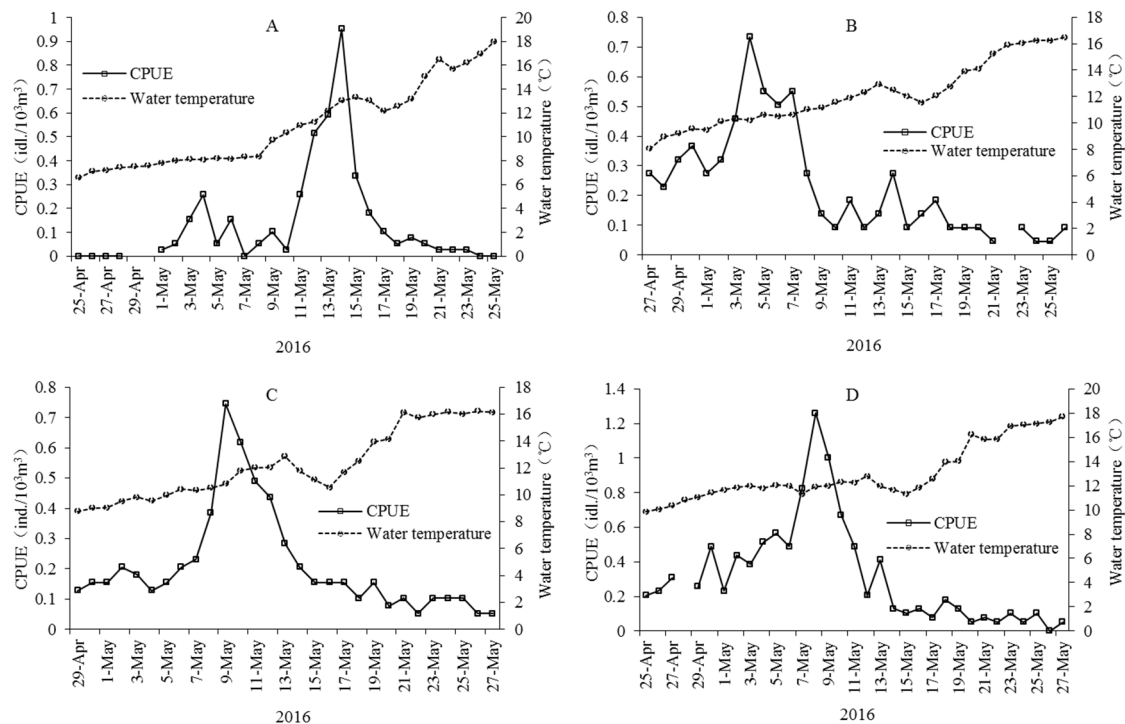 A
CPUE（idl./10³m³）
1
0.9
0.8
0.7
0.6
0.5
0.4
0.3
0.2
0.1
0
CPUE
Water temperature
20
18
16
14
12
10
8
6
4
2
0
Water temperature（℃）
25-Apr
27-Apr
29-Apr
1-May
3-May
5-May
7-May
9-May
11-May
13-May
15-May
17-May
19-May
21-May
23-May
25-May
2016
B
CPUE（idl./10³m³）
0.8
0.7
0.6
0.5
0.4
0.3
0.2
0.1
0
CPUE
Water temperature
18
16
14
12
10
8
6
4
2
0
Water temperature（℃）
27-Apr
29-Apr
1-May
3-May
5-May
7-May
9-May
11-May
13-May
15-May
17-May
19-May
21-May
23-May
25-May
2016
C
CPUE（ind./10³m³）
0.8
0.7
0.6
0.5
0.4
0.3
0.2
0.1
0
CPUE
Water temperature
18
16
14
12
10
8
6
4
2
0
Water temperature（℃）
29-Apr
1-May
3-May
5-May
7-May
9-May
11-May
13-May
15-May
17-May
19-May
21-May
23-May
25-May
27-May
2016
D
CPUE（idl./10³m³）
1.4
1.2
1
0.8
0.6
0.4
0.2
0
CPUE
Water temperature
20
18
16
14
12
10
8
6
4
2
0
Water temperature（℃）
25-Apr
27-Apr
29-Apr
1-May
3-May
5-May
7-May
9-May
11-May
13-May
15-May
17-May
19-May
21-May
23-May
25-May
27-May
2016